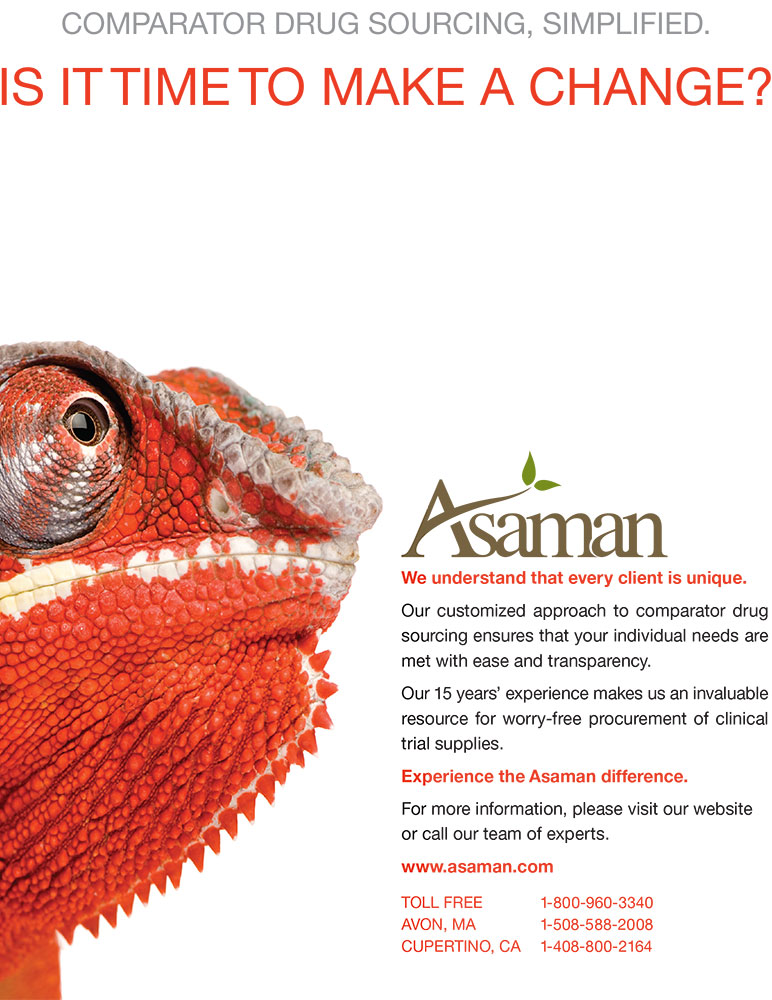 COMPARATOR DRUG SOURCING, SIMPLIFIED.
IS IT TIME TO MAKE A CHANGE?
Asaman
We understand that every client is unique.
Our customized approach to comparator drug
sourcing ensures that your individual needs are
met with ease and transparency.
Our 15 years’ experience makes us an invaluable
resource for worry-free procurement of clinical
trial supplies.
Experience the Asaman difference.
For more information, please visit our website
or call our team of experts.
www.asaman.com
TOLL FREE 1-800-960-3340
AVON, MA 1-508-588-2008
CUPERTINO, CA 1-408-800-2164